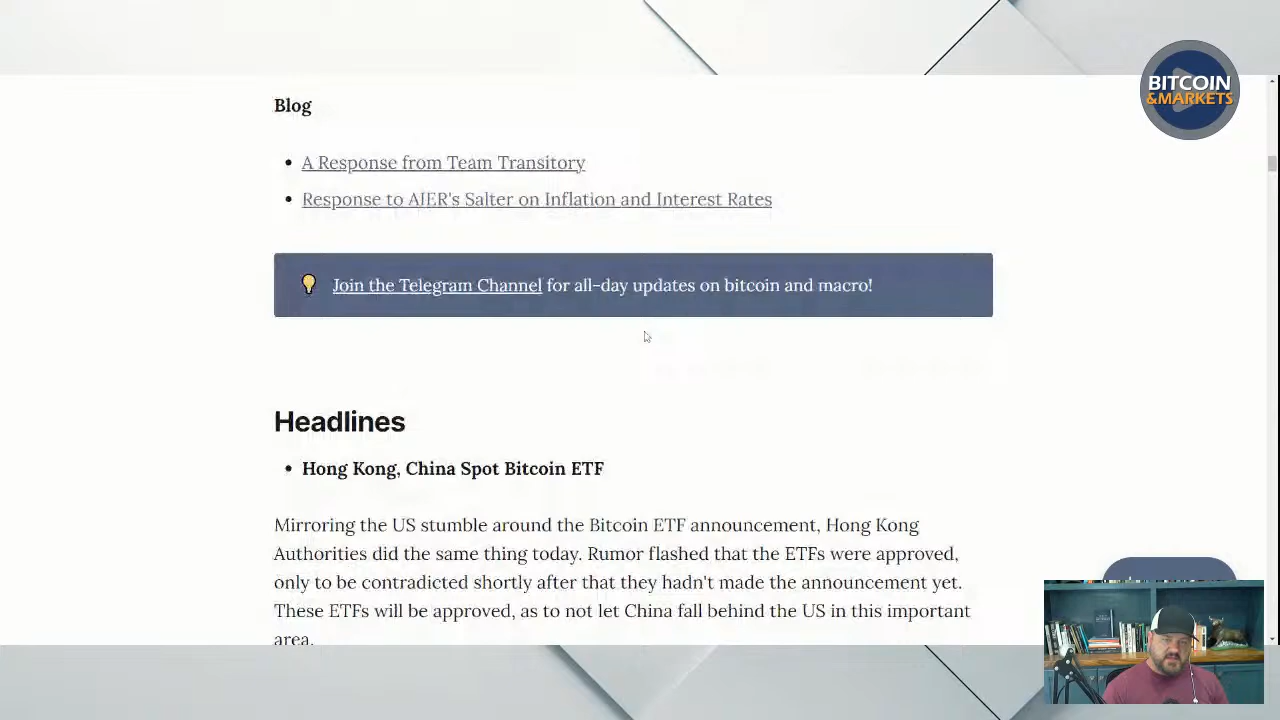 BITCOIN
&MARKETS
Blog
A Response from Team Transitory
Response to AIER's Salter on Inflation and Interest Rates
Join the Telegram Channel for all-day updates on bitcoin and macro!
Headlines
Hong Kong, China Spot Bitcoin ETF
Mirroring the US stumble around the Bitcoin ETF announcement, Hong Kong
Authorities did the same thing today. Rumor flashed that the ETFs were approved,
only to be contradicted shortly after that they hadn't made the announcement yet.
These ETFs will be approved, as to not let China fall behind the US in this important
area.